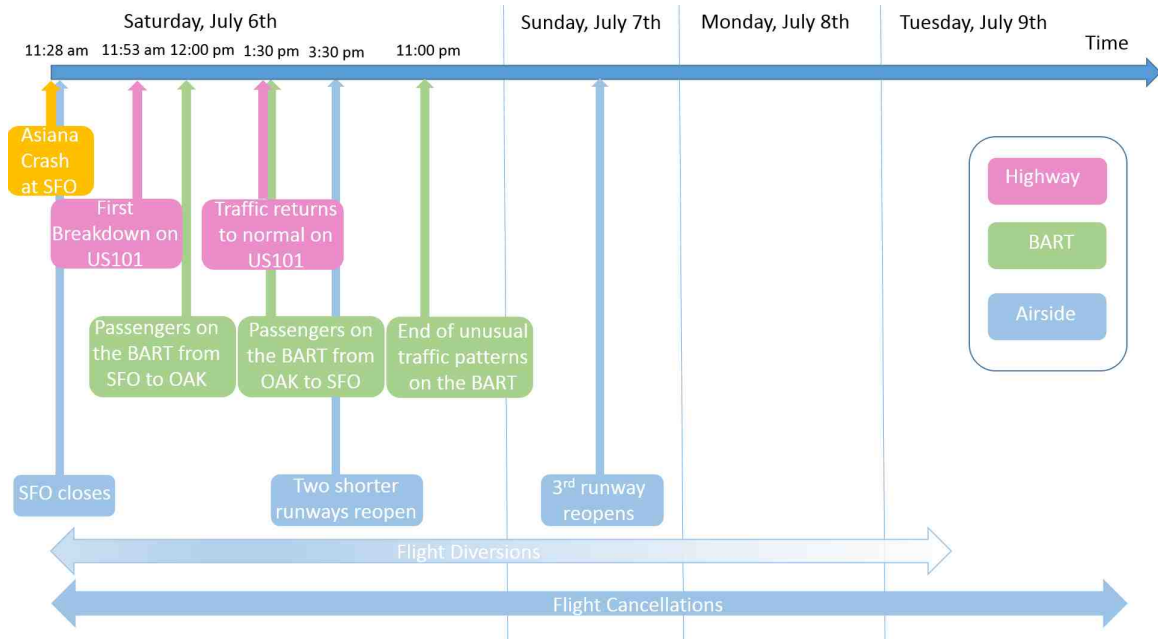 Saturday, July 6th
Sunday, July 7th
Monday, July 8th
Tuesday, July 9th
Time
11:28 am
11:53 am
12:00 pm
1:30 pm
3:30 pm
11:00 pm
Asiana
Crash
at SFO
First
Breakdown on
US101
Traffic returns
to normal on
US101
Highway
BART
Airside
Passengers on
the BART from
SFO to OAK
Passengers on
the BART from
OAK to SFO
End of unusual
traffic patterns
on the BART
SFO closes
Two shorter
runways reopen
3rd runway
reopens
Flight Diversions
Flight Cancellations